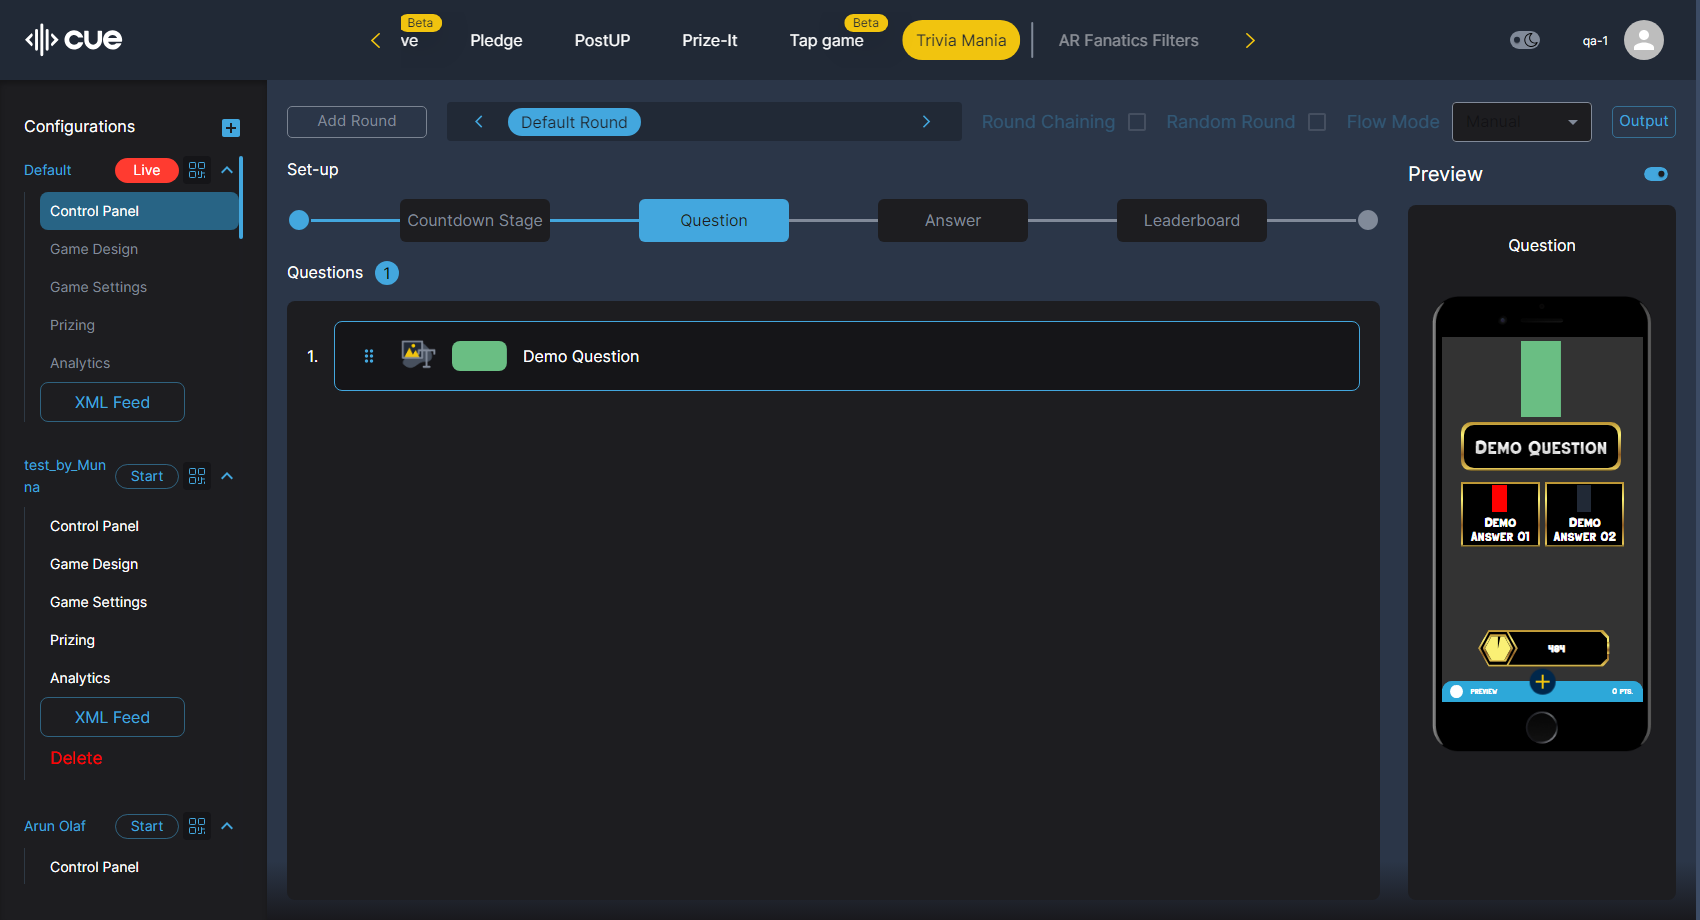 cue
Beta
ve
Pledge
PostUP
Prize-It
Beta
Tap game
Trivia Mania
AR Fanatics Filters
qa-1
Configurations
Default
Live
Control Panel
Game Design
Game Settings
Prizing
Analytics
XML Feed
test_by_Mun
na
Start
Control Panel
Game Design
Game Settings
Prizing
Analytics
XML Feed
Delete
Arun Olaf
Start
Control Panel
Add Round
Default Round
Round Chaining
Random Round
Flow Mode
Manual
Output
Set-up
Countdown Stage
Question
Answer
Leaderboard
Questions 1
1.
Demo Question
Preview
Question
DEMO QUESTION
DEMO
ANSWER 01
DEMO
ANSWER 02
484
PREVIEW
0 PTS.